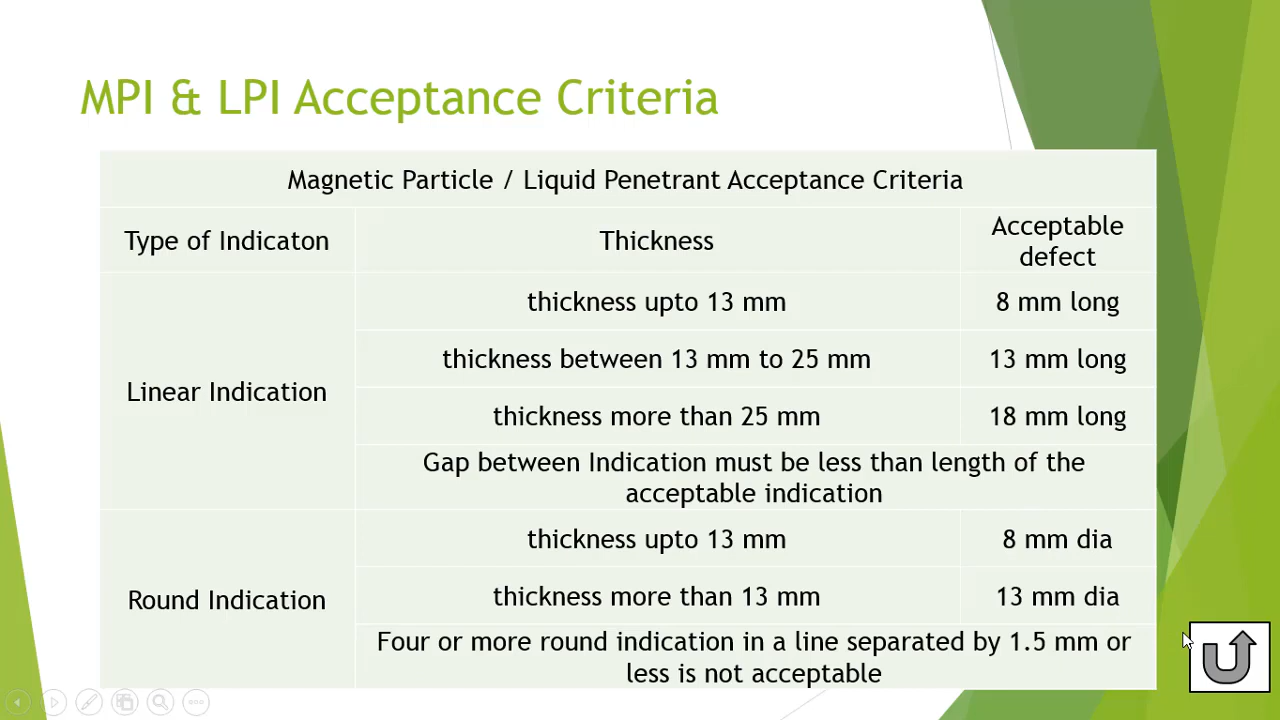 MPI & LPI Acceptance Criteria
Magnetic Particle / Liquid Penetrant Acceptance Criteria
Type of Indicaton
Thickness
Acceptable
defect
Linear Indication
thickness upto 13 mm
8 mm long
thickness between 13 mm to 25 mm
13 mm long
thickness more than 25 mm
18 mm long
Gap between Indication must be less than length of the
acceptable indication
Round Indication
thickness upto 13 mm
8 mm dia
thickness more than 13 mm
13 mm dia
Four or more round indication in a line separated by 1.5 mm or
less is not acceptable